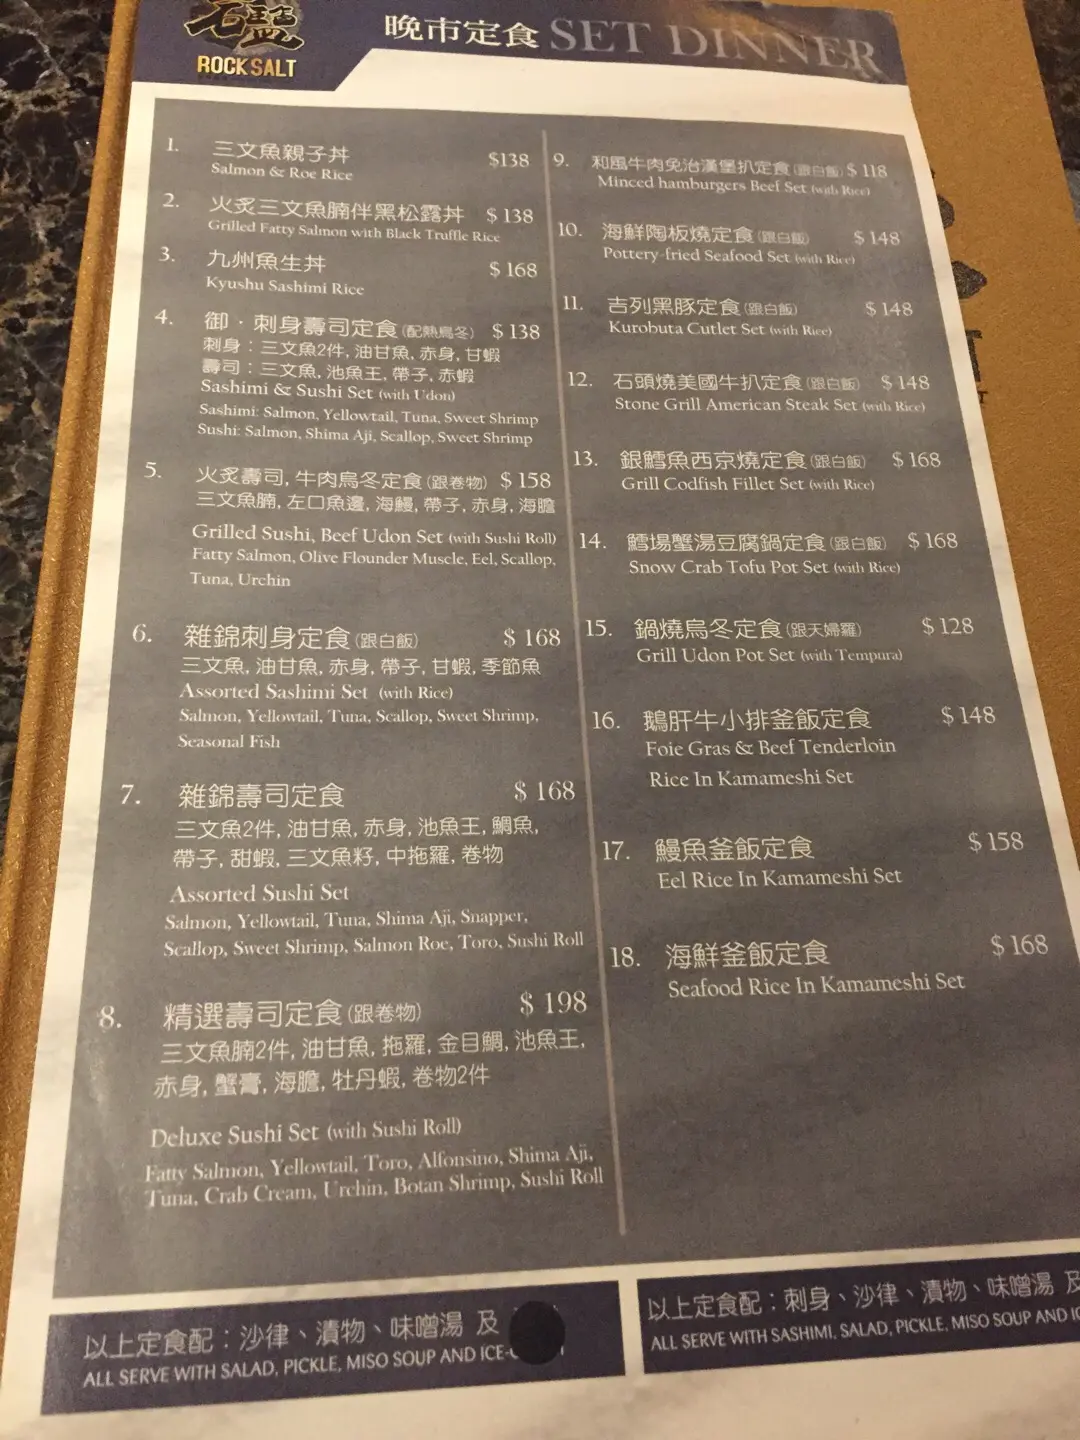 石鹽
ROCKSALT
晚市定食 SET DINNER
1. 三文魚親子丼 $138
Salmon & Roe Rice
2. 火炙三文魚腩伴黑松露丼 $ 138
Grilled Fatty Salmon with Black Truffle Rice
3. 九州魚生丼 $ 168
Kyushu Sashimi Rice
4. 御·刺身壽司定食(配熱烏冬) $ 138
刺身：三文魚2件, 油甘魚, 赤身, 甘蝦
壽司：三文魚, 池魚王, 帶子, 赤蝦
Sashimi & Sushi Set (with Udon)
Sashimi: Salmon, Yellowtail, Tuna, Sweet Shrimp
Sushi: Salmon, Shima Aji, Scallop, Sweet Shrimp
5. 火炙壽司, 牛肉烏冬定食(跟卷物) $ 158
三文魚腩, 左口魚邊, 海鰻, 帶子, 赤身, 海膽
Grilled Sushi, Beef Udon Set (with Sushi Roll)
Fatty Salmon, Olive Flounder Muscle, Eel, Scallop,
Tuna, Urchin
6. 雜錦刺身定食(跟白飯) $ 168
三文魚, 油甘魚, 赤身, 帶子, 甘蝦, 季節魚
Assorted Sashimi Set (with Rice)
Salmon, Yellowtail, Tuna, Scallop, Sweet Shrimp,
Seasonal Fish
7. 雜錦壽司定食 $ 168
三文魚2件, 油甘魚, 赤身, 池魚王, 鯛魚,
帶子, 甜蝦, 三文魚籽, 中拖羅, 卷物
Assorted Sushi Set
Salmon, Yellowtail, Tuna, Shima Aji, Snapper,
Scallop, Sweet Shrimp, Salmon Roe, Toro, Sushi Roll
8. 精選壽司定食(跟卷物) $ 198
三文魚腩2件, 油甘魚, 拖羅, 金目鯛, 池魚王,
赤身, 蟹膏, 海膽, 牡丹蝦, 卷物2件
Deluxe Sushi Set (with Sushi Roll)
Fatty Salmon, Yellowtail, Toro, Alfonsino, Shima Aji,
Tuna, Crab Cream, Urchin, Botan Shrimp, Sushi Roll
9. 和風牛肉免治漢堡扒定食(跟白飯) $ 118
Minced hamburgers Beef Set (with Rice)
10. 海鮮陶板燒定食(跟白飯) $ 148
Pottery-fried Seafood Set (with Rice)
11. 吉列黑豚定食(跟白飯) $ 148
Kurobuta Cutlet Set (with Rice)
12. 石頭燒美國牛扒定食(跟白飯) $ 148
Stone Grill American Steak Set (with Rice)
13. 銀鱈魚西京燒定食(跟白飯) $ 168
Grill Codfish Fillet Set (with Rice)
14. 鱈場蟹湯豆腐鍋定食(跟白飯) $ 168
Snow Crab Tofu Pot Set (with Rice)
15. 鍋燒烏冬定食(跟天婦羅) $ 128
Grill Udon Pot Set (with Tempura)
16. 鵝肝牛小排釜飯定食 $ 148
Foie Gras & Beef Tenderloin
Rice In Kamameshi Set
17. 鰻魚釜飯定食 $ 158
Eel Rice In Kamameshi Set
18. 海鮮釜飯定食 $ 168
Seafood Rice In Kamameshi Set
以上定食配：沙律、漬物、味噌湯 及
ALL SERVE WITH SALAD, PICKLE, MISO SOUP AND ICE-
以上定食配：刺身、沙律、漬物、味噌湯 及
ALL SERVE WITH SASHIMI, SALAD, PICKLE, MISO SOUP AND IC